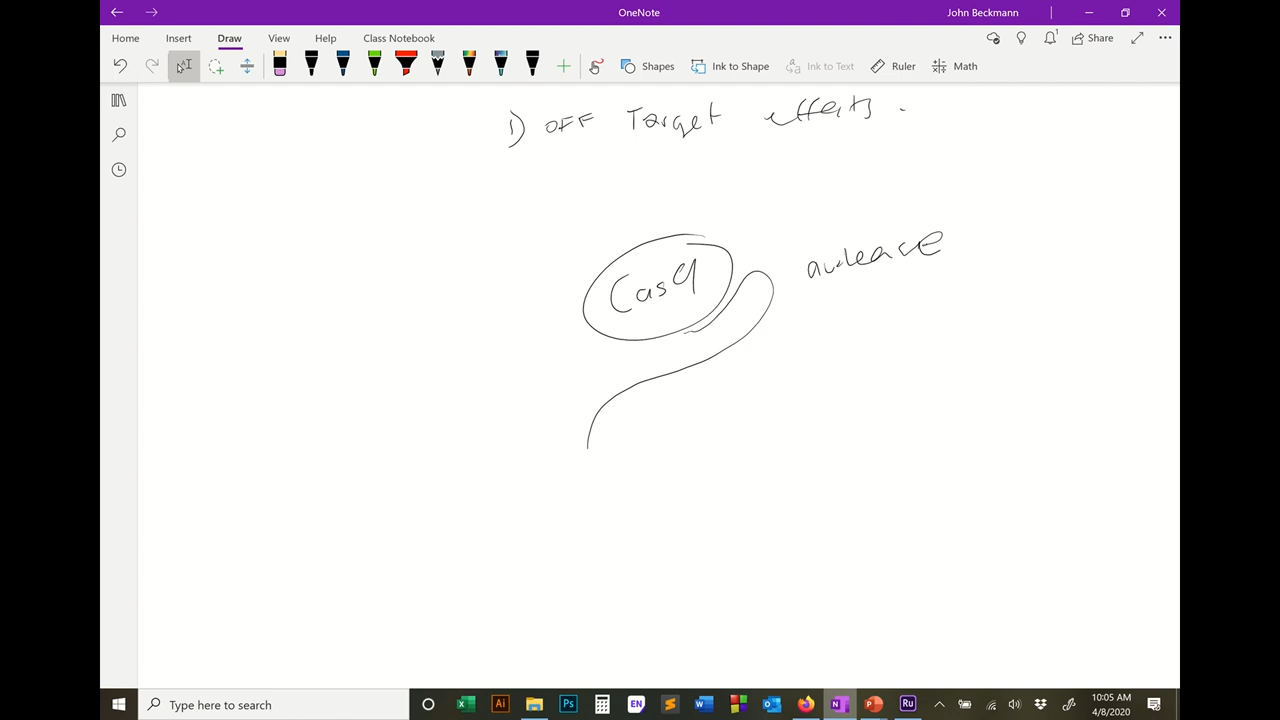 OneNote
John Beckmann
Home Insert Draw View Help Class Notebook
Share
Shapes Ink to Shape Ink to Text Ruler Math
1) OFF Target effects.
Cas9
Type here to search
EN
10:05 AM
4/8/2020